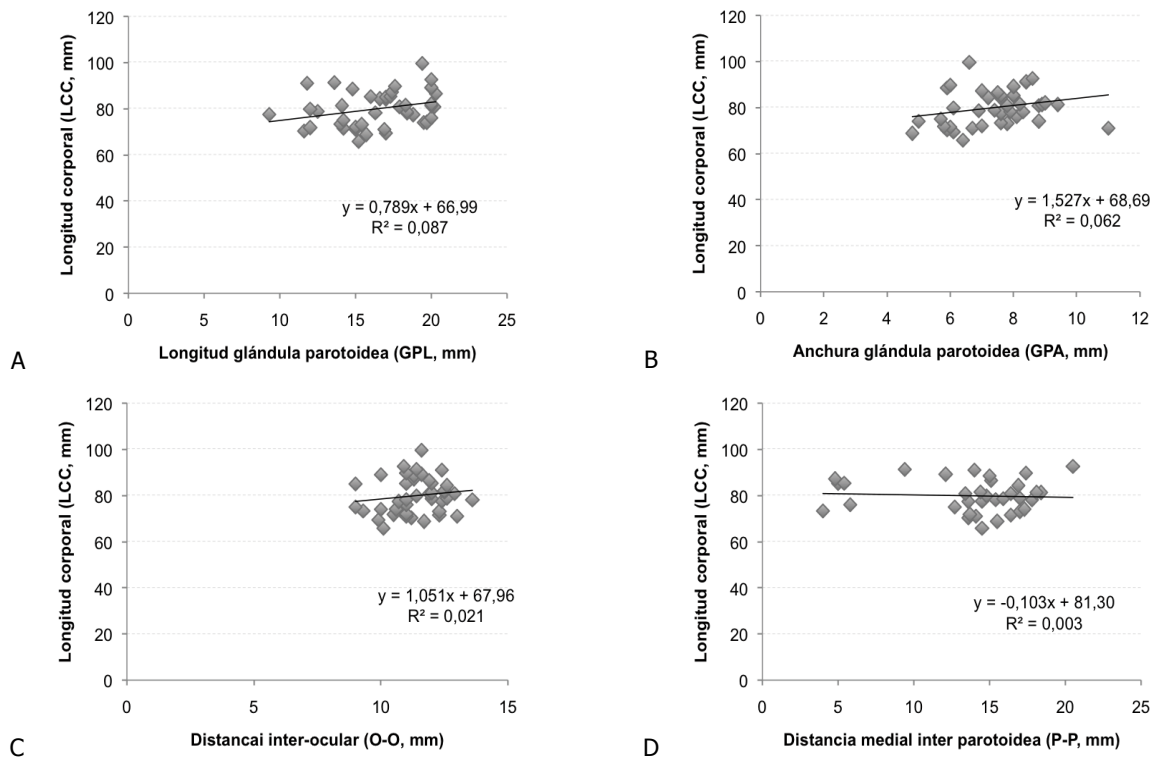 120
100
80
60
40
20
0
Longitud corporal (LCC, mm)
y = 0,789x + 66,99
R² = 0,087
0 5 10 15 20 25
Longitud glándula parotoidea (GPL, mm)
A
120
100
80
60
40
20
0
Longitud corporal (LCC, mm)
y = 1,527x + 68,69
R² = 0,062
0 2 4 6 8 10 12
Anchura glándula parotoidea (GPA, mm)
B
120
100
80
60
40
20
0
Longitud corporal (LCC, mm)
y = 1,051x + 67,96
R² = 0,021
0 5 10 15
Distancai inter-ocular (O-O, mm)
C
120
100
80
60
40
20
0
Longitud corporal (LCC, mm)
y = -0,103x + 81,30
R² = 0,003
0 5 10 15 20 25
Distancia medial inter parotoidea (P-P, mm)
D